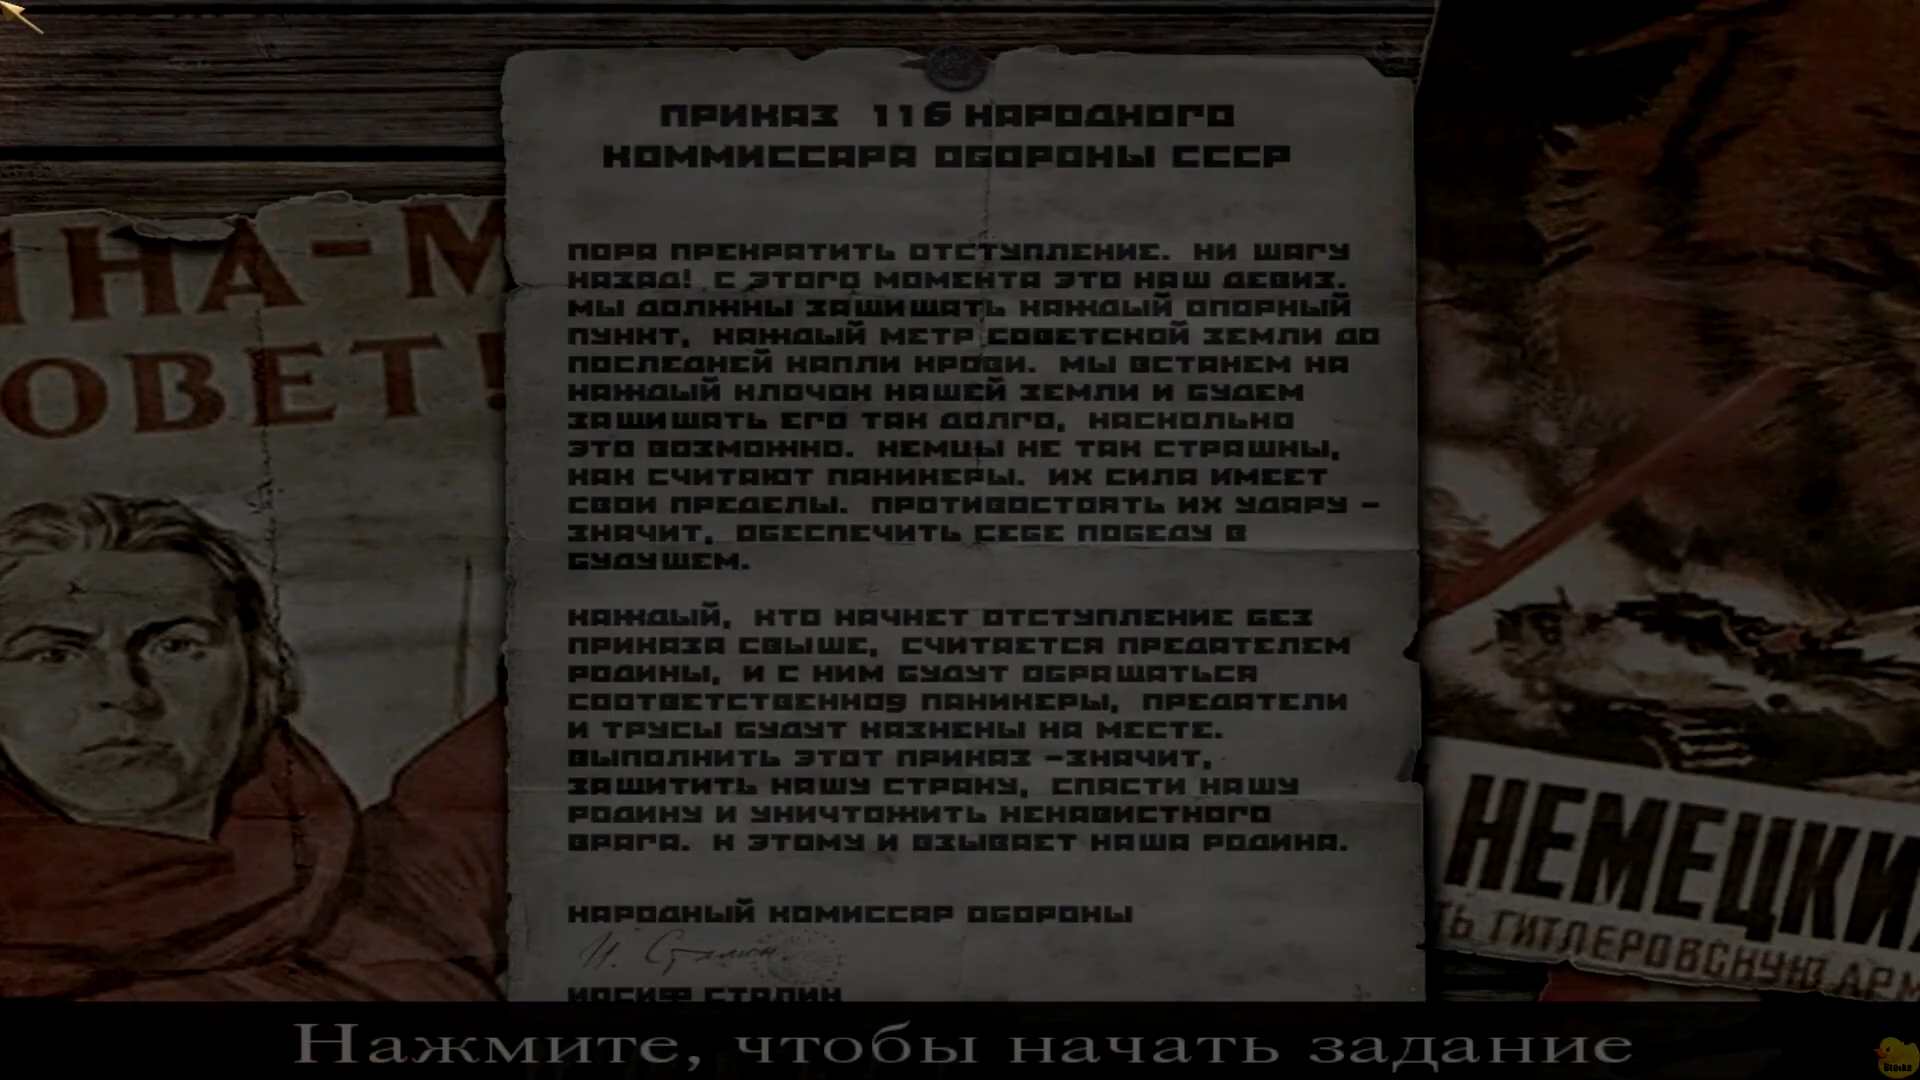 ПРИКАЗ 116 НАРОДНОГО
КОММИССАРА ОБОРОНЫ СССР
ПОРА ПРЕКРАТИТЬ ОТСТУПЛЕНИЕ. НИ ШАГУ
НАЗАД! С ЭТОГО МОМЕНТА ЭТО НАШ ДЕВИЗ.
МЫ ДОЛЖНЫ ЗАЩИЩАТЬ КАЖДЫЙ ОПОРНЫЙ
ПУНКТ, КАЖДЫЙ МЕТР СОВЕТСКОЙ ЗЕМЛИ ДО
ПОСЛЕДНЕЙ КАПЛИ КРОВИ. МЫ ВСТАНЕМ НА
КАЖДЫЙ КЛОЧОК НАШЕЙ ЗЕМЛИ И БУДЕМ
ЗАЩИЩАТЬ ЕГО ТАК ДОЛГО, НАСКОЛЬКО
ЭТО ВОЗМОЖНО. НЕМЦЫ НЕ ТАК СТРАШНЫ,
КАК СЧИТАЮТ ПАНИКЕРЫ. ИХ СИЛА ИМЕЕТ
СВОИ ПРЕДЕЛЫ. ПРОТИВОСТОЯТЬ ИХ УДАРУ -
ЗНАЧИТ, ОБЕСПЕЧИТЬ СЕБЕ ПОБЕДУ В
БУДУЩЕМ.
КАЖДЫЙ, КТО НАЧНЕТ ОТСТУПЛЕНИЕ БЕЗ
ПРИКАЗА СВЫШЕ, СЧИТАЕТСЯ ПРЕДАТЕЛЕМ
РОДИНЫ, И С НИМ БУДУТ ОБРАЩАТЬСЯ
СООТВЕТСТВЕННО9 ПАНИКЕРЫ, ПРЕДАТЕЛИ
И ТРУСЫ БУДУТ КАЗНЕНЫ НА МЕСТЕ.
ВЫПОЛНИТЬ ЭТОТ ПРИКАЗ -ЗНАЧИТ,
ЗАЩИТИТЬ НАШУ СТРАНУ, СПАСТИ НАШУ
РОДИНУ И УНИЧТОЖИТЬ НЕНАВИСТНОГО
ВРАГА. К ЭТОМУ И ВЗЫВАЕТ НАША РОДИНА.
НАРОДНЫЙ КОМИССАР ОБОРОНЫ
И. Сталин
ИОСИФ СТАЛИН
ИНА-М
ОВЕТ!
НЕМЕЦКИ
ТЬ ГИТЛЕРОВСКУЮ АРМ
Нажмите, чтобы начать задание